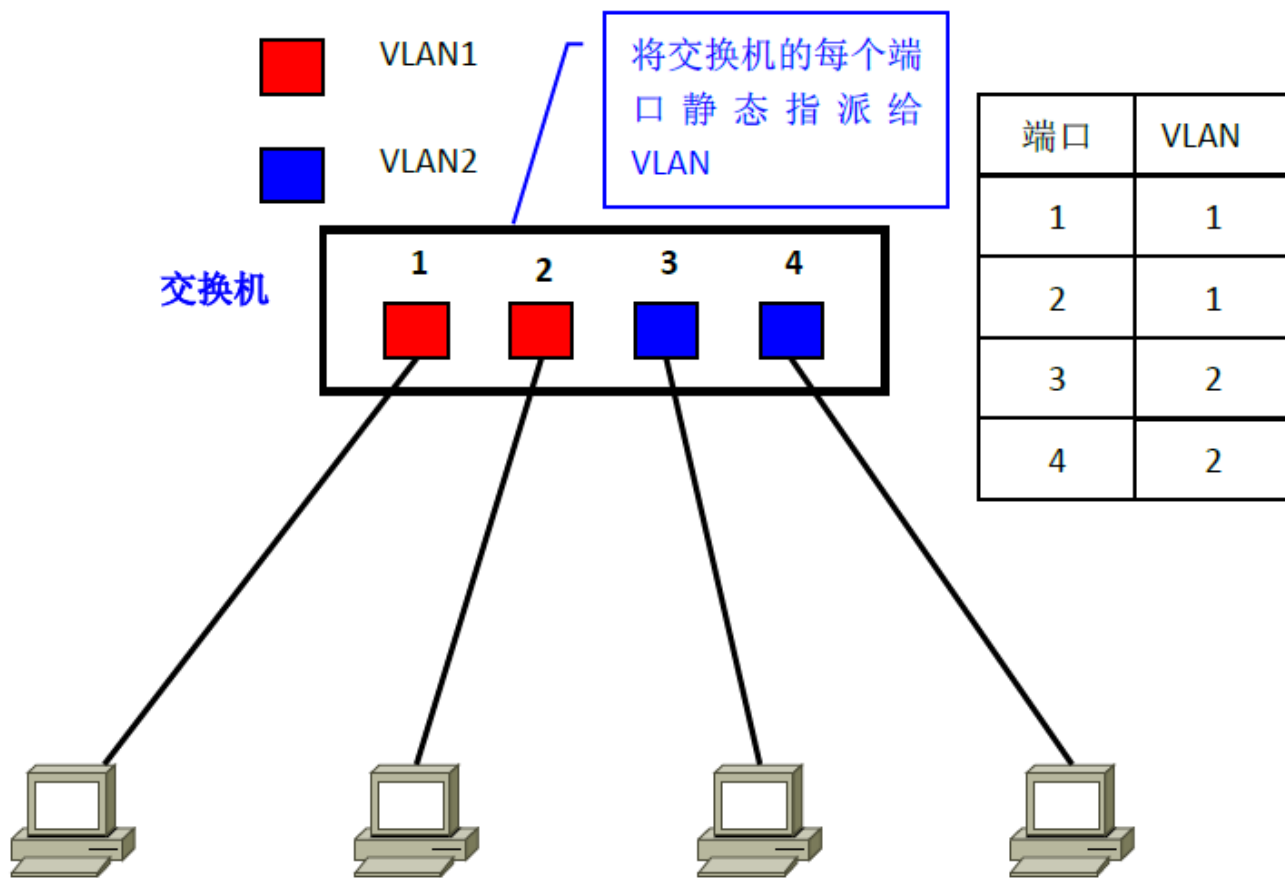 VLAN1
VLAN2
将交换机的每个端
口静态指派给
VLAN
交换机
1 2 3 4
端口 VLAN
1 1
2 1
3 2
4 2